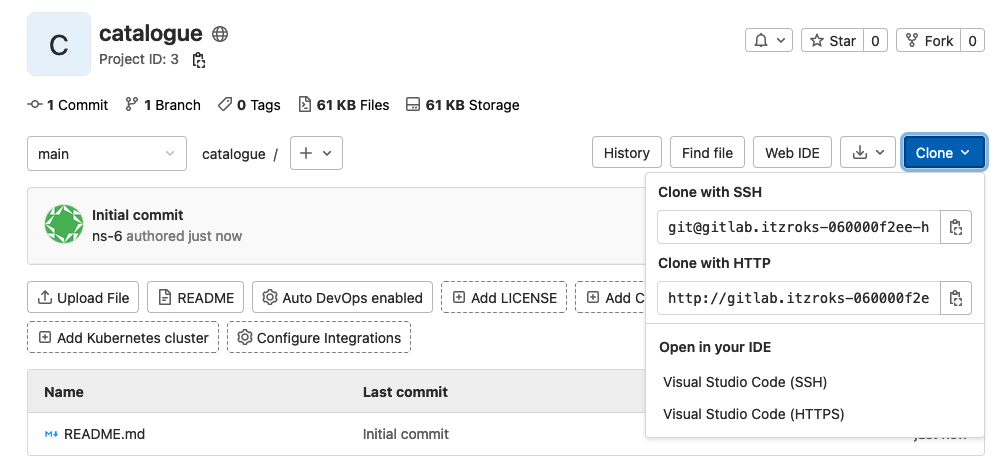 C
catalogue
Project ID: 3
Star 0
Fork 0
1 Commit 1 Branch 0 Tags 61 KB Files 61 KB Storage
main
catalogue /
History Find file Web IDE Clone
Initial commit
ns-6 authored just now
Clone with SSH
git@gitlab.itzroks-060000f2ee-h
Clone with HTTP
http://gitlab.itzroks-060000f2e
Open in your IDE
Visual Studio Code (SSH)
Visual Studio Code (HTTPS)
Upload File README Auto DevOps enabled Add LICENSE Add C
Add Kubernetes cluster Configure Integrations
Name Last commit
README.md Initial commit